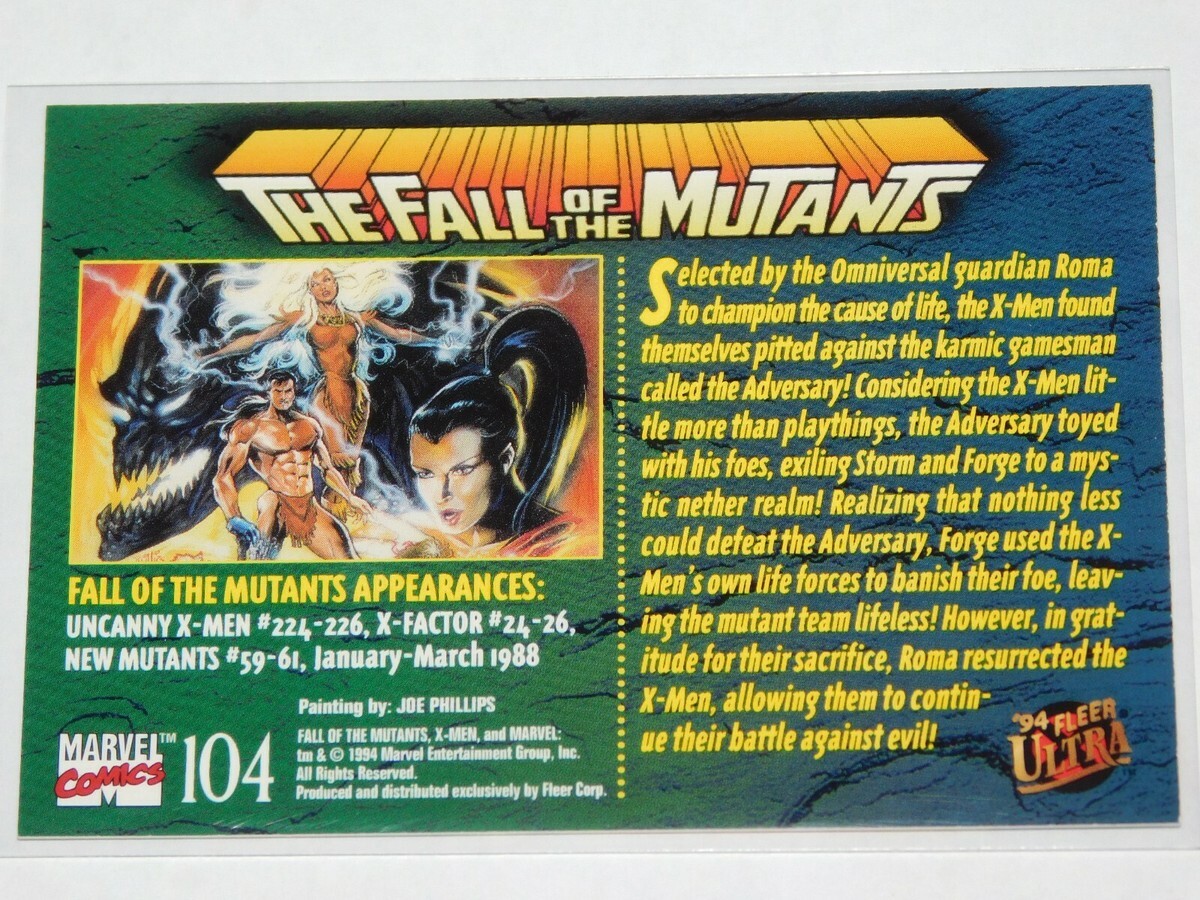 THE FALL OF THE MUTANTS
Selected by the Omniversal guardian Roma
to champion the cause of life, the X-Men found
themselves pitted against the karmic gamesman
called the Adversary! Considering the X-Men lit-
tle more than playthings, the Adversary toyed
with his foes, exiling Storm and Forge to a mys-
tic nether realm! Realizing that nothing less
could defeat the Adversary, Forge used the X-
Men's own life forces to banish their foe, leav-
ing the mutant team lifeless! However, in grat-
itude for their sacrifice, Roma resurrected the
X-Men, allowing them to contin-
ue their battle against evil!
FALL OF THE MUTANTS APPEARANCES:
UNCANNY X-MEN #224-226, X-FACTOR #24-26,
NEW MUTANTS #59-61, January-March 1988
Painting by: JOE PHILLIPS
FALL OF THE MUTANTS, X-MEN, and MARVEL:
tm & © 1994 Marvel Entertainment Group, Inc.
All Rights Reserved.
Produced and distributed exclusively by Fleer Corp.
MARVEL™
COMICS
104
'94 FLEER
ULTRA™